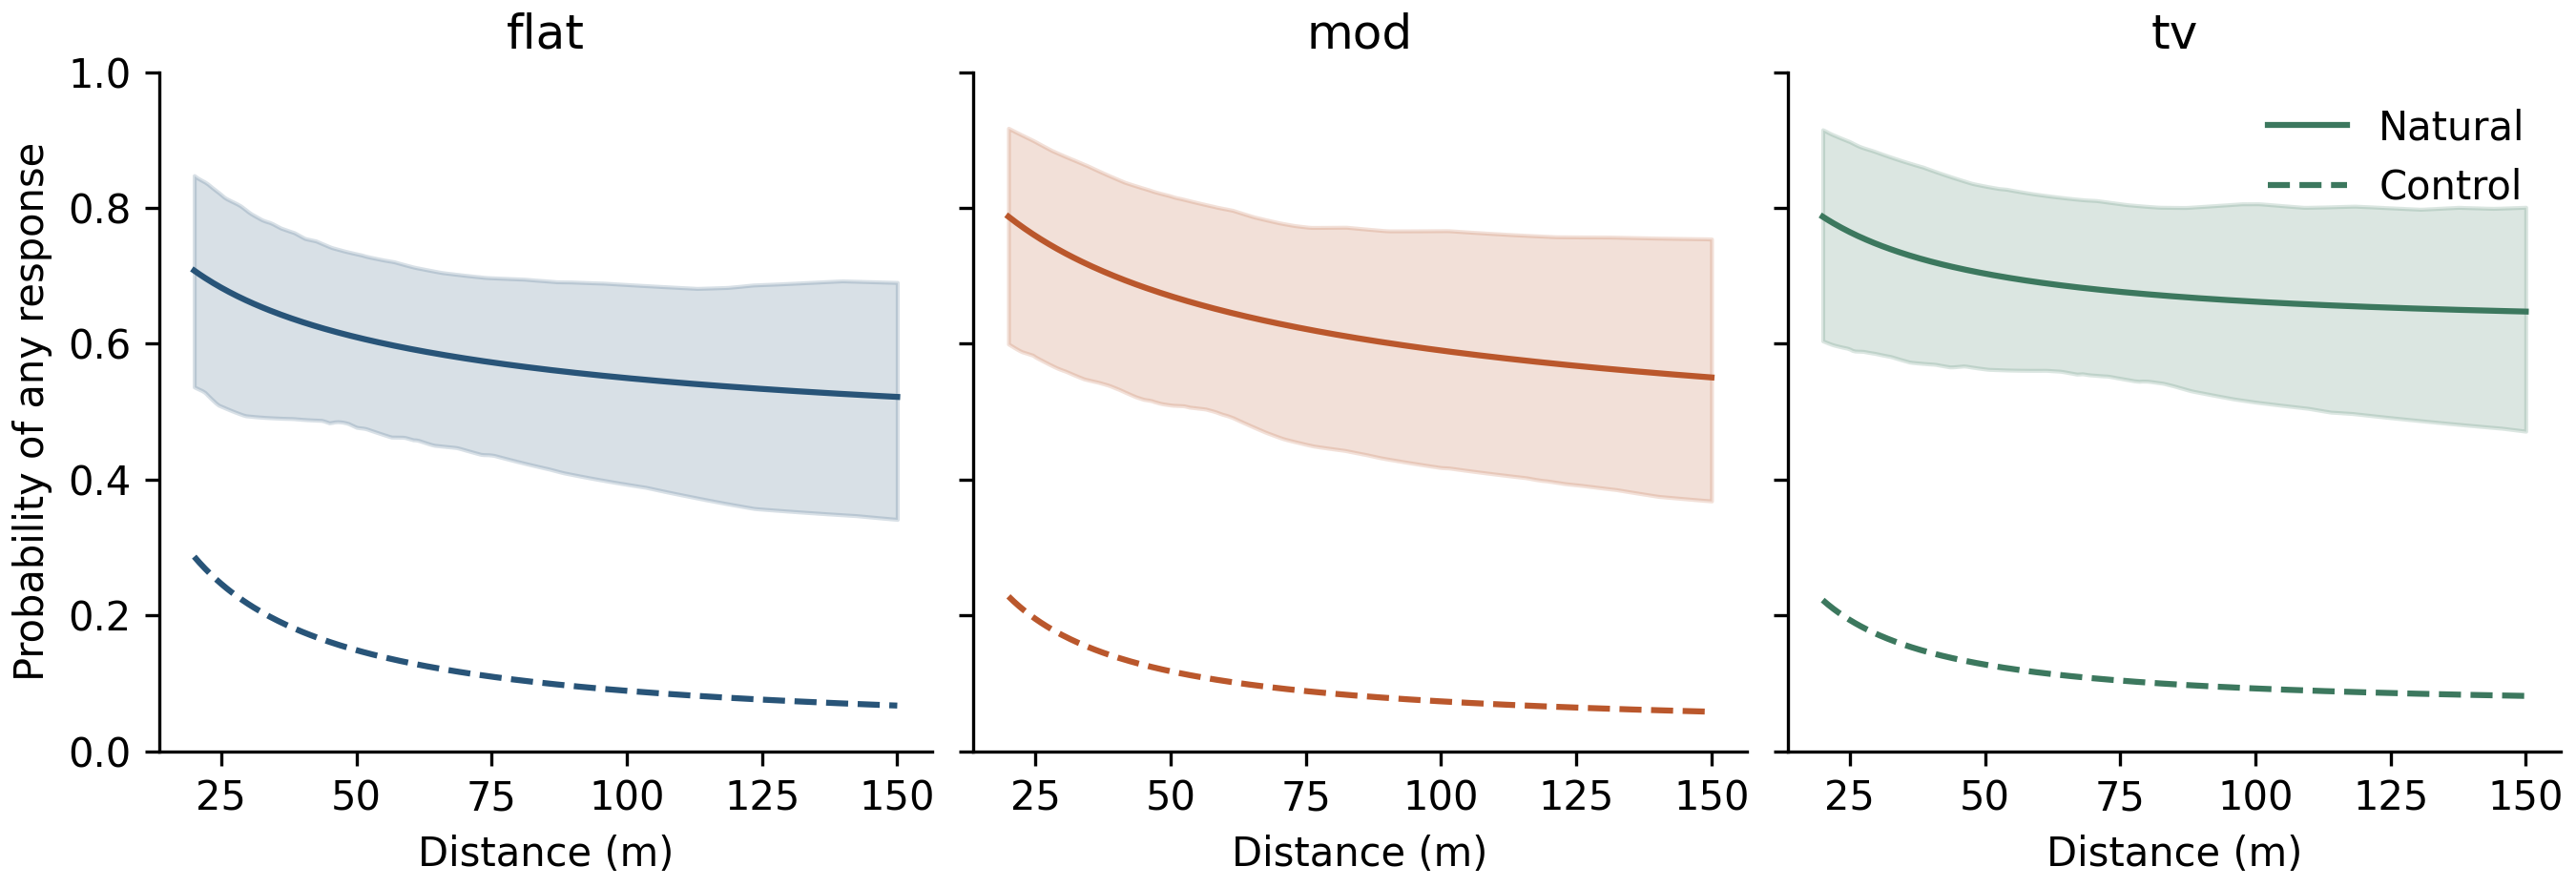 flat
mod
tv
Probability of any response
1.0
0.8
0.6
0.4
0.2
0.0
Natural
Control
25 50 75 100 125 150
25 50 75 100 125 150
25 50 75 100 125 150
Distance (m)
Distance (m)
Distance (m)